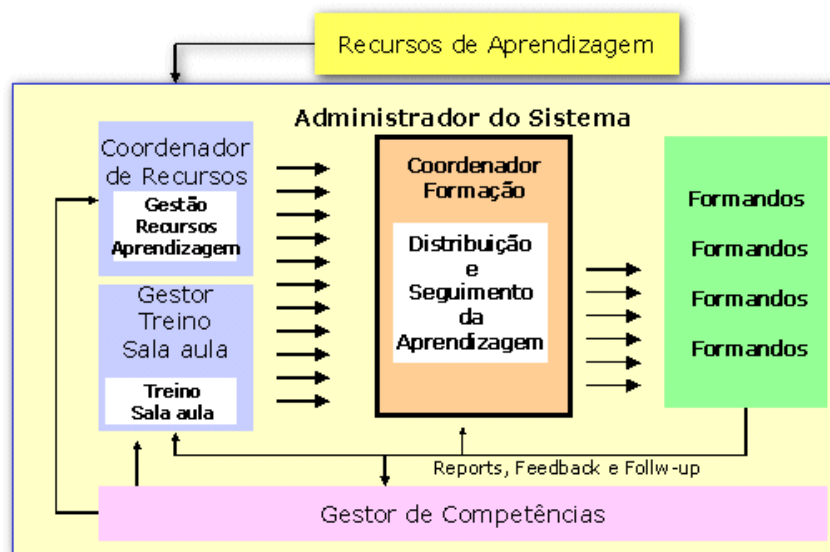 Recursos de Aprendizagem
Administrador do Sistema
Coordenador
de Recursos
Gestão
Recursos
Aprendizagem
Gestor
Treino
Sala aula
Treino
Sala aula
Coordenador
Formação
Distribuição
e
Seguimento
da
Aprendizagem
Formandos
Formandos
Formandos
Formandos
Reports, Feedback e Follw-up
Gestor de Competências